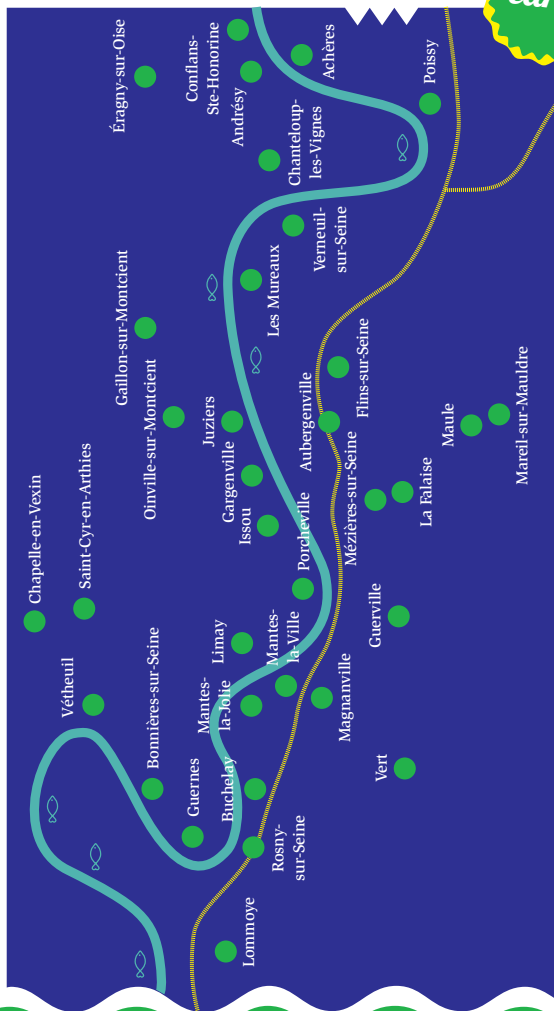 Éragny-sur-Oise
Conflans-
Ste-Honorine
Andrésy
Achères
Poissy
Chanteloup-
les-Vignes
Verneuil-
sur-Seine
Les Mureaux
Gaillon-sur-Montcient
Oinville-sur-Montcient
Juziers
Aubergenville
Flins-sur-Seine
Maule
Mareil-sur-Mauldre
Gargenville
Issou
Porcheville
Mézières-sur-Seine
La Falaise
Chapelle-en-Vexin
Saint-Cyr-en-Arthies
Guerville
Limay
Mantes-
la-Ville
Magnanville
Vétheuil
Bonnières-sur-Seine
Mantes-
la-Jolie
Vert
Guernes
Buchelay
Rosny-
sur-Seine
Lommoye